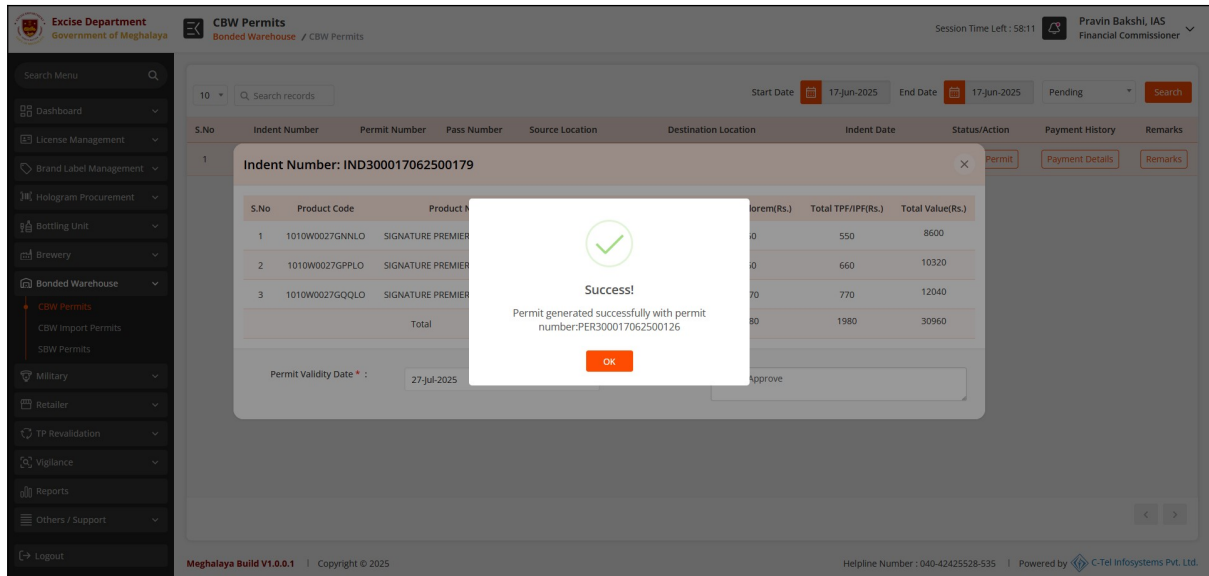 Excise Department
Government of Meghalaya
CBW Permits
Bonded Warehouse / CBW Permits
Session Time Left : 58:11
Pravin Bakshi, IAS
Financial Commissioner
Search Menu
Dashboard
License Management
Brand Label Management
Hologram Procurement
Bottling Unit
Brewery
Bonded Warehouse
CBW Permits
CBW Import Permits
SBW Permits
Military
Retailer
TP Revalidation
Vigilance
Reports
Others / Support
Logout
10 Search records Start Date 17-Jun-2025 End Date 17-Jun-2025 Pending Search
S.No Indent Number Permit Number Pass Number Source Location Destination Location Indent Date Status/Action Payment History Remarks
1 Permit Payment Details Remarks
Indent Number: IND300017062500179
S.No Product Code Product N lorem(Rs.) Total TPF/IPF(Rs.) Total Value(Rs.)
1 1010W0027GNNLO SIGNATURE PREMIER 550 8600
2 1010W0027GPPLO SIGNATURE PREMIER 660 10320
3 1010W0027GQQLO SIGNATURE PREMIER 70 770 12040
Total 80 1980 30960
Permit Validity Date * : 27-Jul-2025 Approve
Success!
Permit generated successfully with permit
number:PER300017062500126
OK
Meghalaya Build V1.0.0.1 | Copyright © 2025
Helpline Number : 040-42425528-535 | Powered by C-Tel Infosystems Pvt. Ltd.